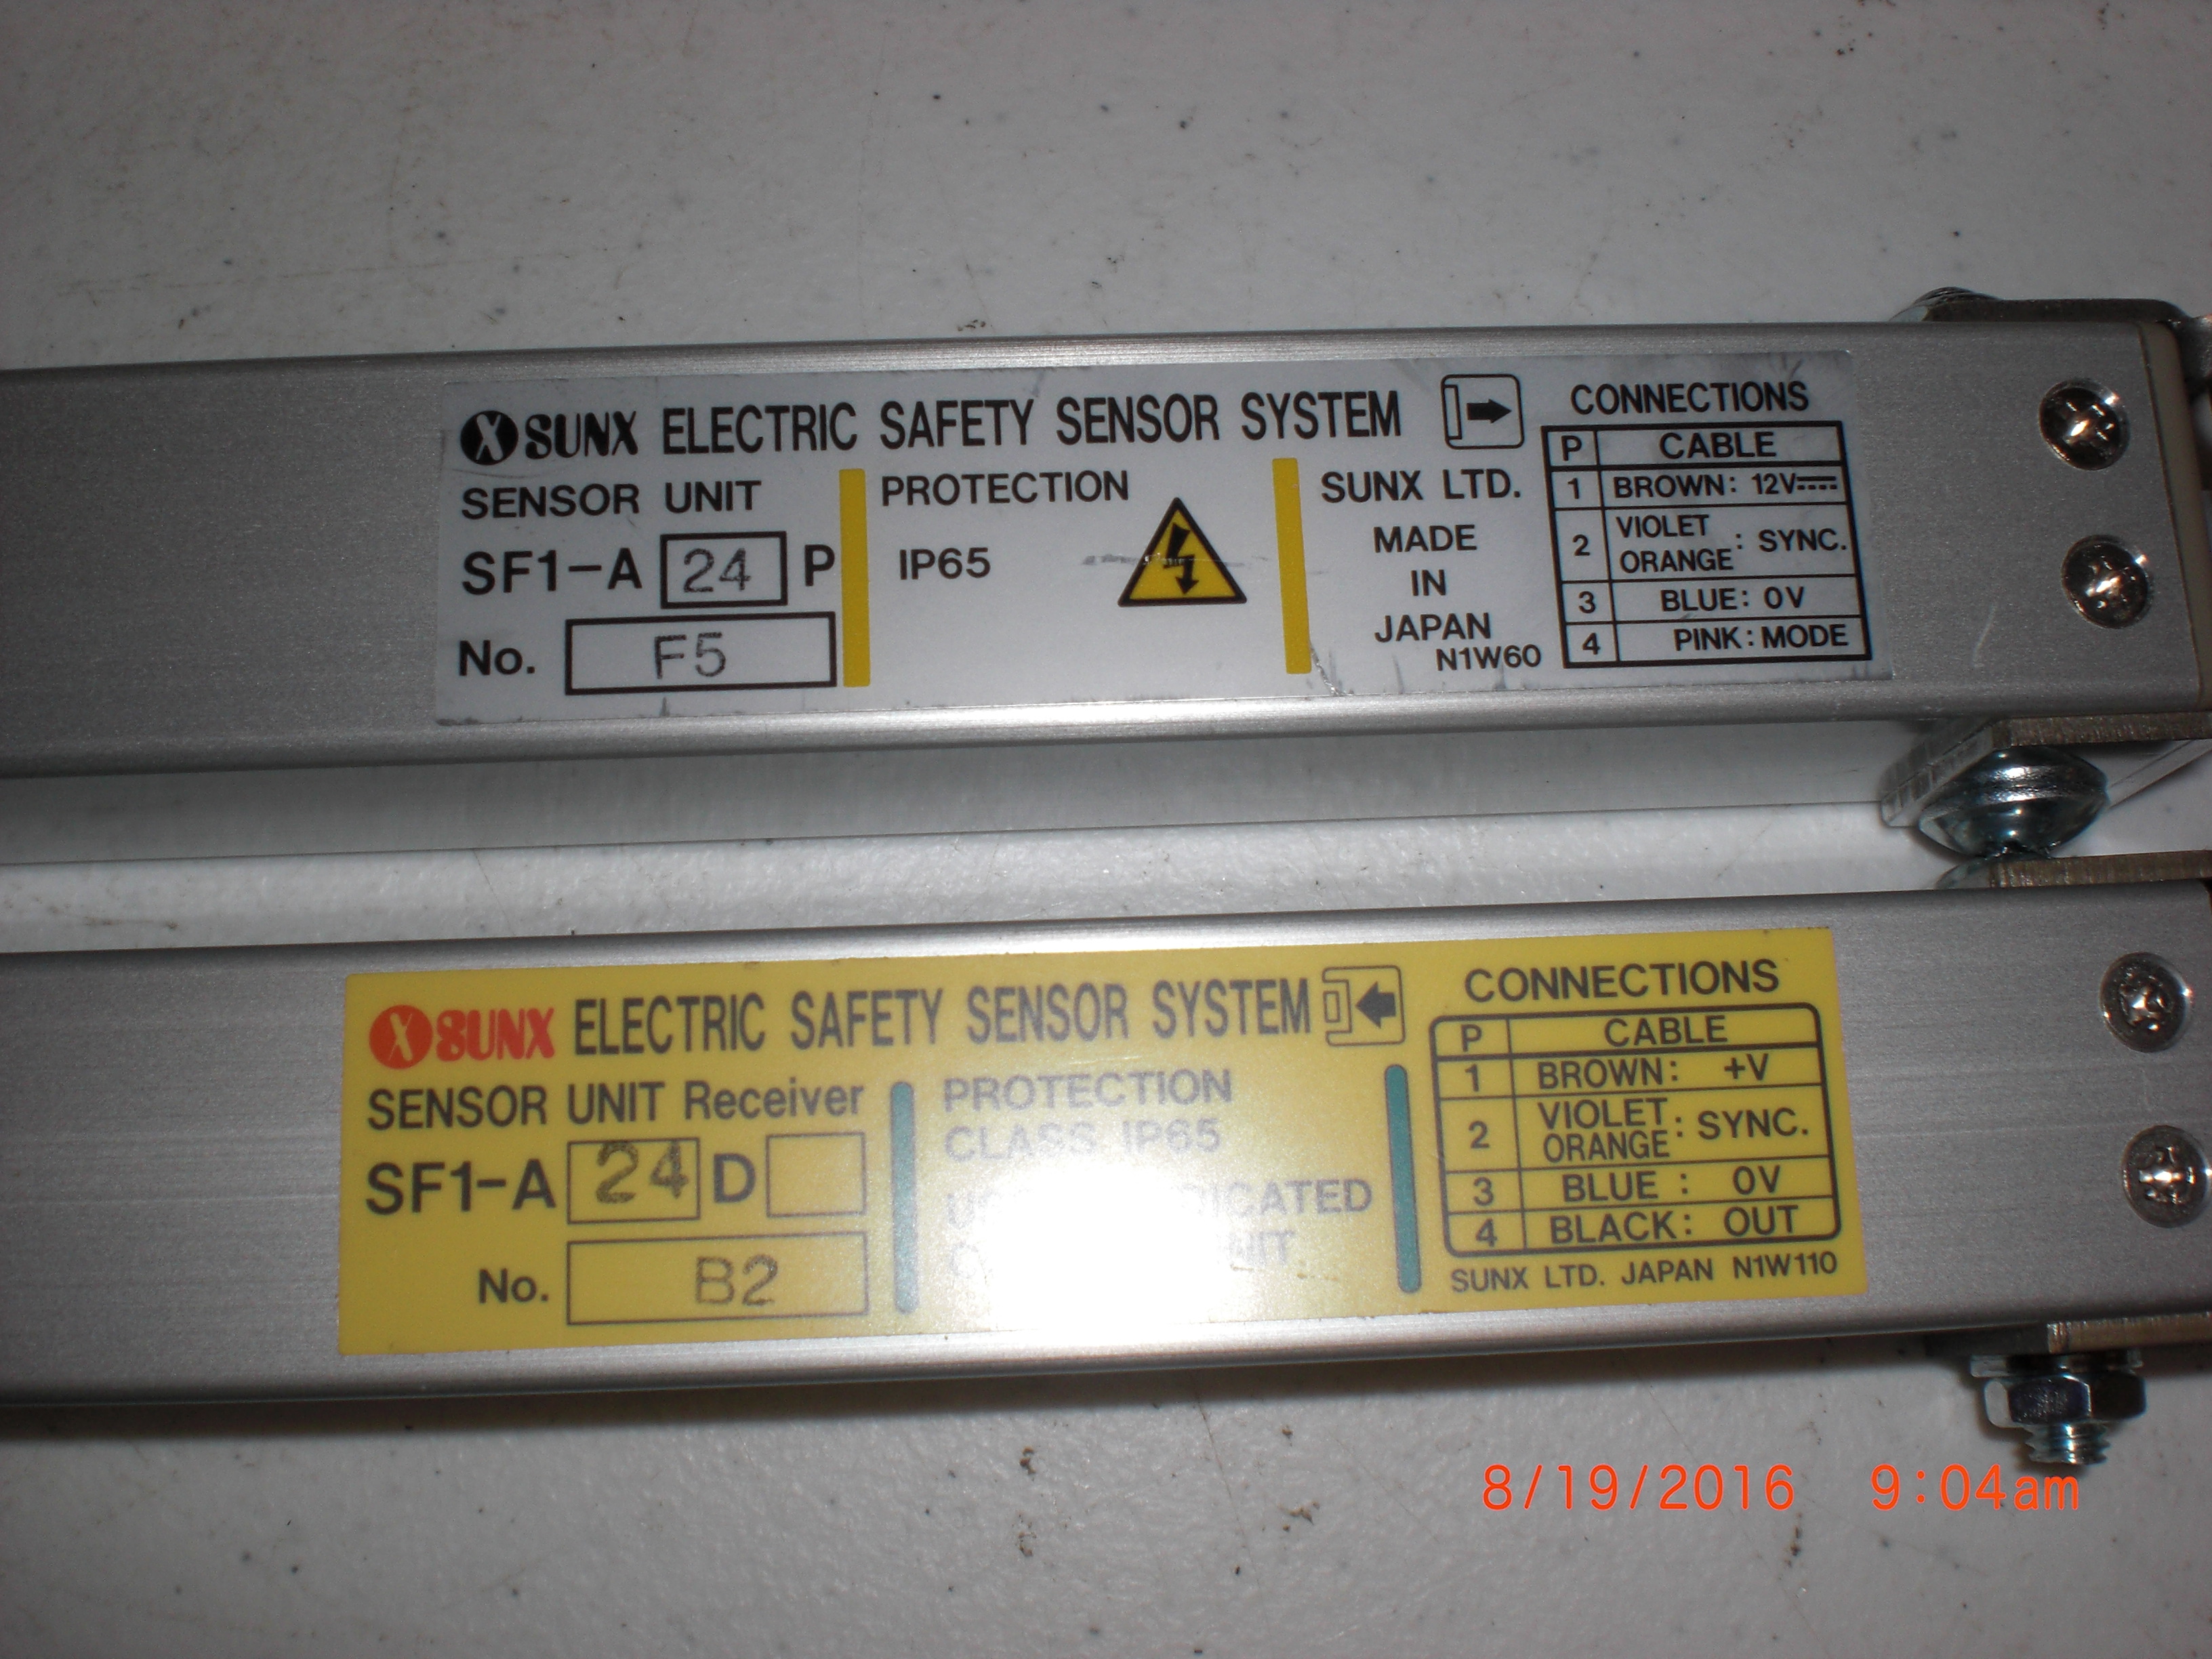 SUNX ELECTRIC SAFETY SENSOR SYSTEM
SENSOR UNIT
SF1-A 24 P
No. F5
PROTECTION
IP65
SUNX LTD.
MADE
IN
JAPAN
N1W60
CONNECTIONS
P CABLE
1 BROWN: 12V
2 VIOLET ORANGE : SYNC.
3 BLUE: 0V
4 PINK: MODE
SUNX ELECTRIC SAFETY SENSOR SYSTEM
SENSOR UNIT Receiver
SF1-A 24 D
No. B2
PROTECTION
CLASS IP65
CONNECTIONS
P CABLE
1 BROWN: +V
2 VIOLET ORANGE : SYNC.
3 BLUE : 0V
4 BLACK: OUT
SUNX LTD. JAPAN N1W110
8/19/2016 9:04am